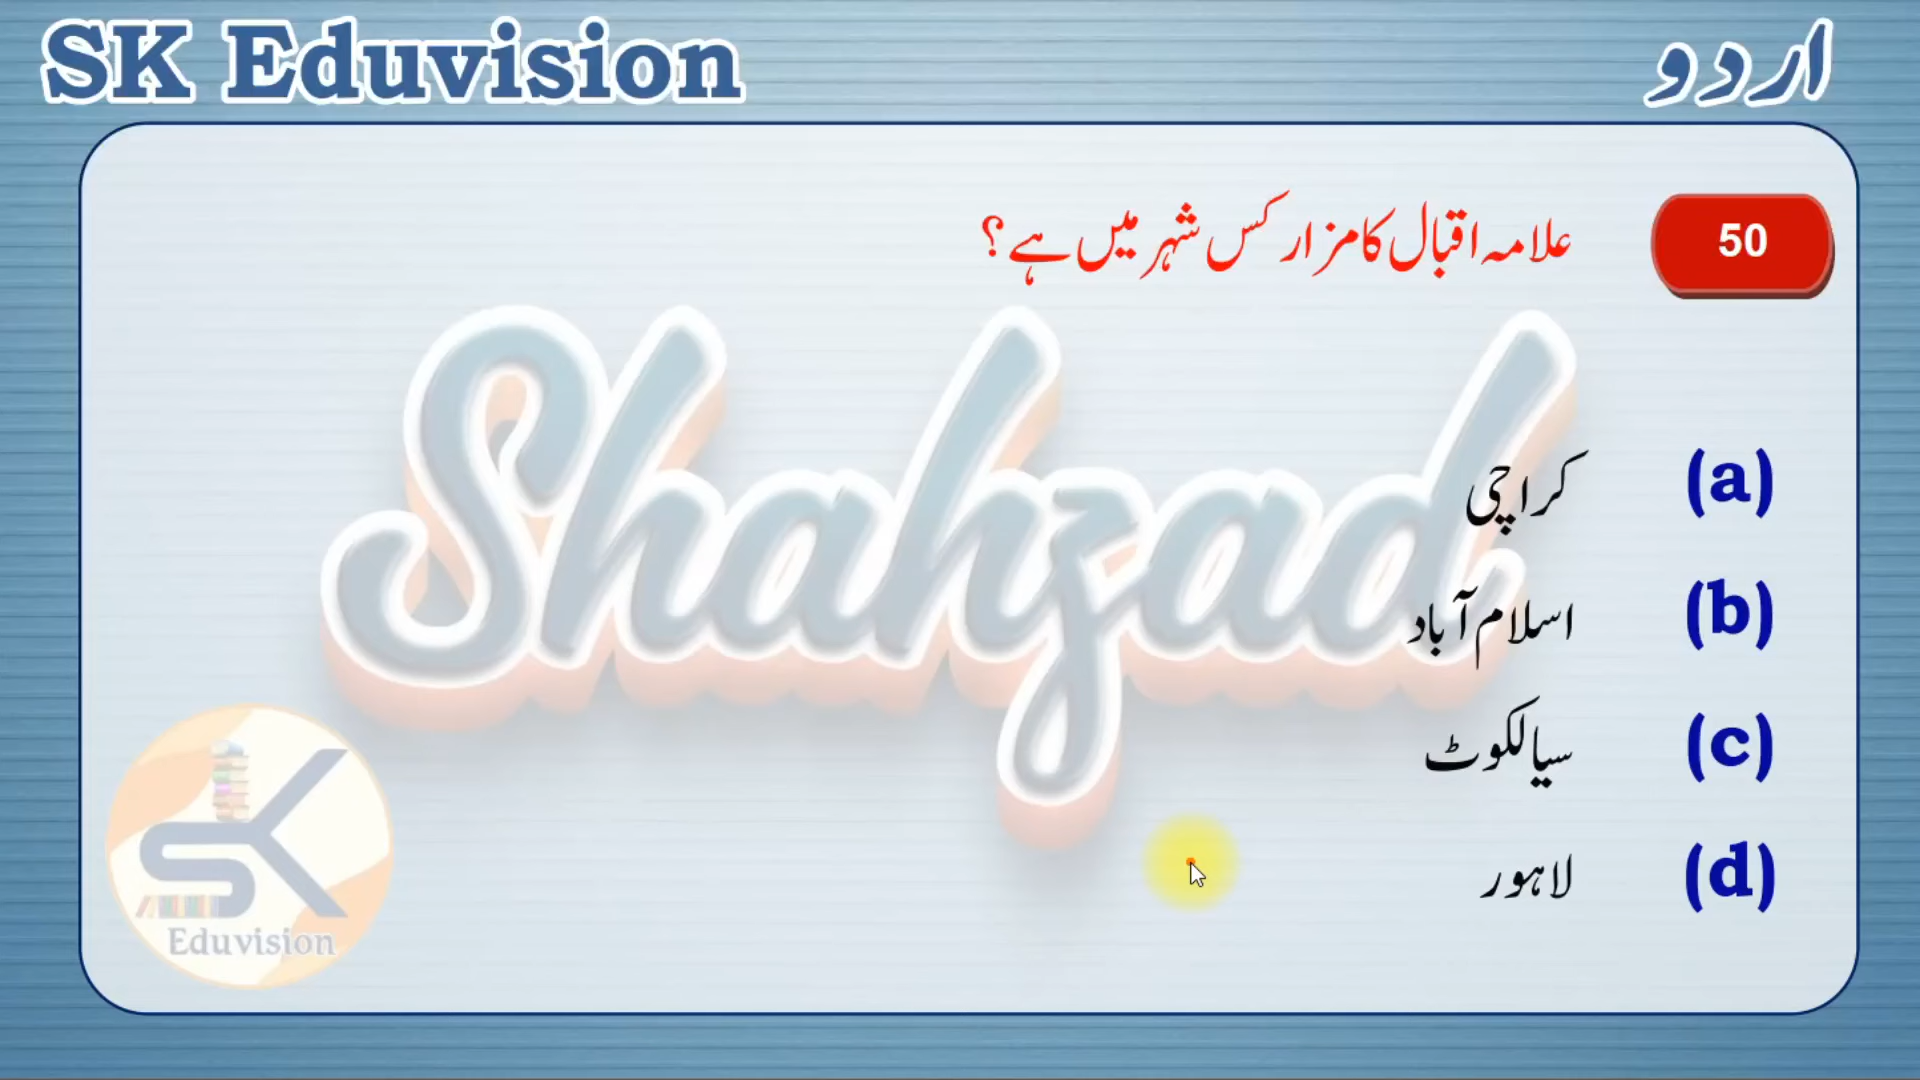 SK Eduvision
اردو
50
علامہ اقبال کا مزار کس شہر میں ہے؟
Shahzad
(a) کراچی
(b) اسلام آباد
(c) سیالکوٹ
(d) لاہور
SK
Eduvision